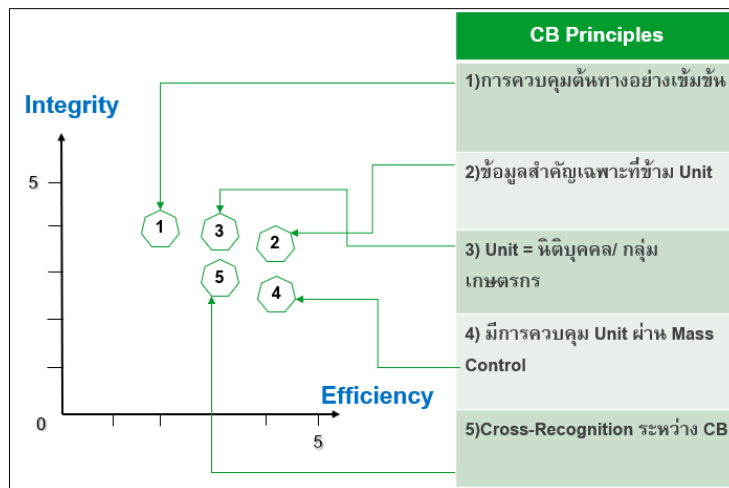 CB Principles
1)การควบคุมต้นทางอย่างเข้มข้น
Integrity
5
2)ข้อมูลสำคัญเฉพาะที่ข้าม Unit
1
3
2
3) Unit = นิติบุคคล/ กลุ่ม
เกษตรกร
5
4
4) มีการควบคุม Unit ผ่าน Mass
Control
Efficiency
0
5
5)Cross-Recognition ระหว่าง CB